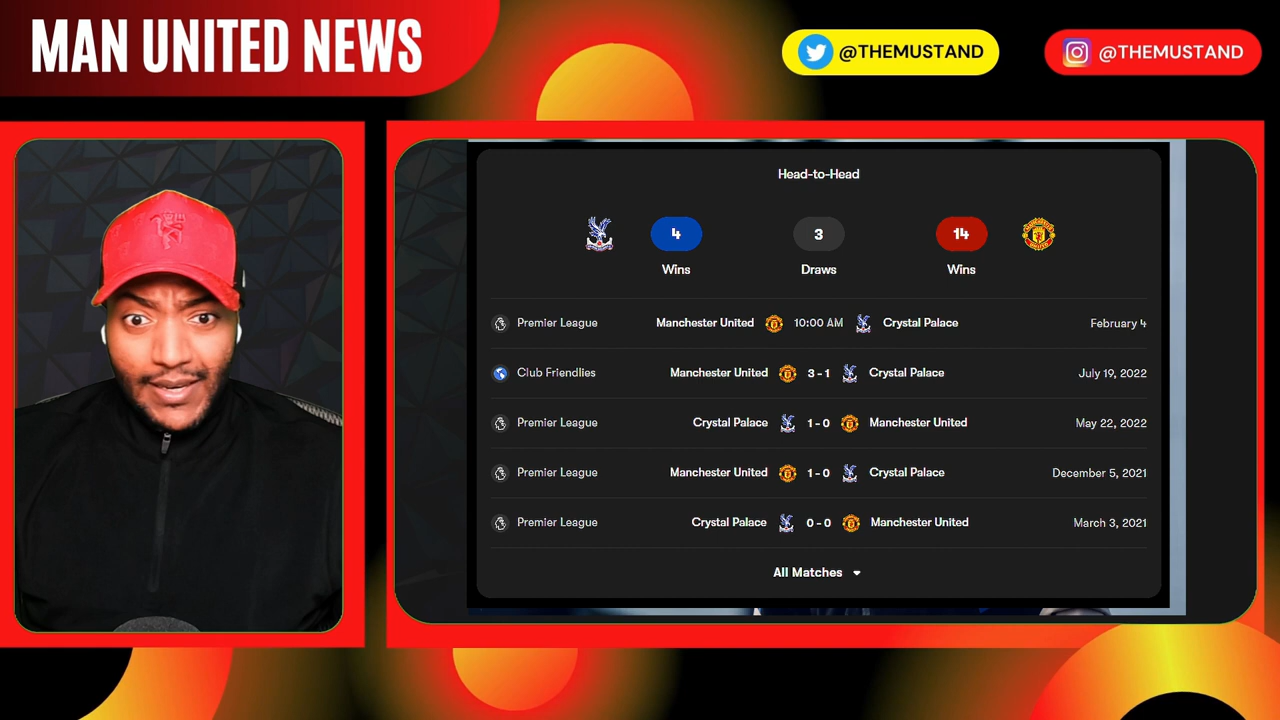 MAN UNITED NEWS
@THEMUSTAND
@THEMUSTAND
Head-to-Head
4
3
14
Wins
Draws
Wins
Premier League Manchester United 10:00 AM Crystal Palace February 4
Club Friendlies Manchester United 3 - 1 Crystal Palace July 19, 2022
Premier League Crystal Palace 1 - 0 Manchester United May 22, 2022
Premier League Manchester United 1 - 0 Crystal Palace December 5, 2021
Premier League Crystal Palace 0 - 0 Manchester United March 3, 2021
All Matches